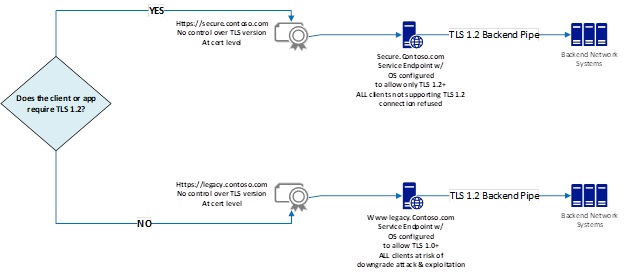 YES
Https://secure.contoso.com
No control over TLS version
At cert level
TLS 1.2 Backend Pipe
Backend Network
Systems
Secure.Contoso.com
Service Endpoint w/
OS configured
to allow only TLS 1.2+
ALL clients not supporting TLS 1.2
connection refused
Does the client or app
require TLS 1.2?
Https://legacy.contoso.com
No control over TLS version
At cert level
TLS 1.2 Backend Pipe
Backend Network
Systems
NO
Www.legacy.Contoso.com
Service Endpoint w/
OS configured
to allow TLS 1.0+
ALL clients at risk of
downgrade attack & exploitation